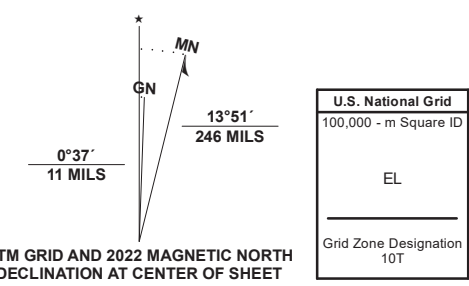 MN
GN
13°51´
246 MILS
0°37´
11 MILS
TM GRID AND 2022 MAGNETIC NORTH
DECLINATION AT CENTER OF SHEET
U.S. National Grid
100,000 - m Square ID
EL
Grid Zone Designation
10T